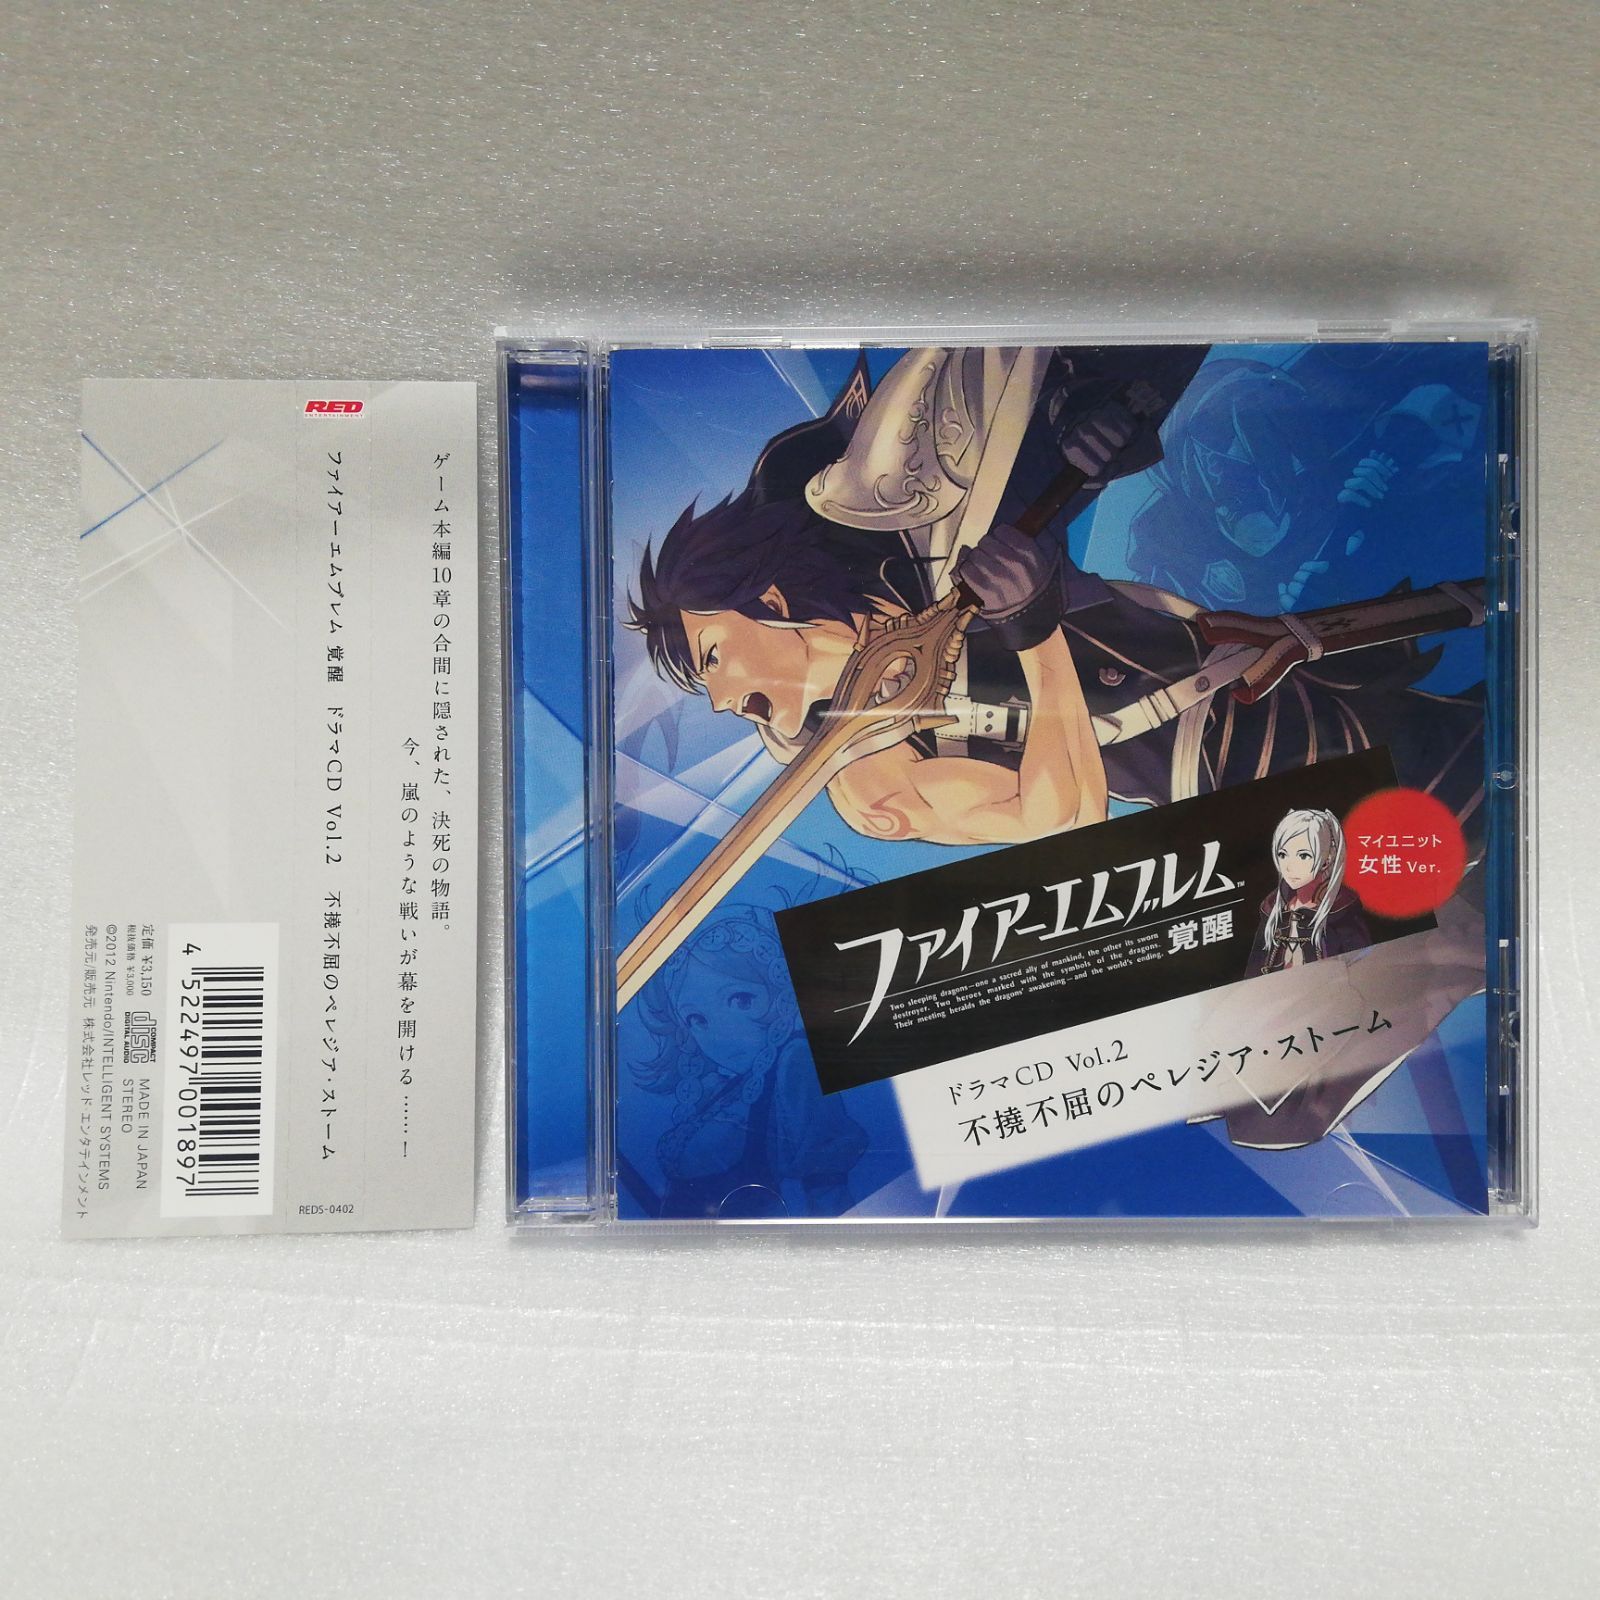 RED
ENTERTAINMENT
ゲーム本編10章の合間に隠された、決死の物語。
今、嵐のような戦いが幕を開ける……！
ファイアーエムブレム 覚醒 ドラマCD Vol.2 不撓不屈のペレジア・ストーム
REDS-0402
4522497001897
定価 ¥3,150
税抜価格 ¥3,000
COMPACT
disc
DIGITAL AUDIO
MADE IN JAPAN
STEREO
©2012 Nintendo/INTELLIGENT SYSTEMS
発売元/販売元 株式会社レッド エンタテインメント
マイユニット
女性 Ver.
ファイアーエムブレム™
覚醒
Two sleeping dragons—one a sacred ally of mankind, the other its sworn
destroyer. Two heroes marked with the symbols of the dragons.
Their meeting heralds the dragons' awakening—and the world's ending.
ドラマCD Vol.2
不撓不屈のペレジア・ストーム